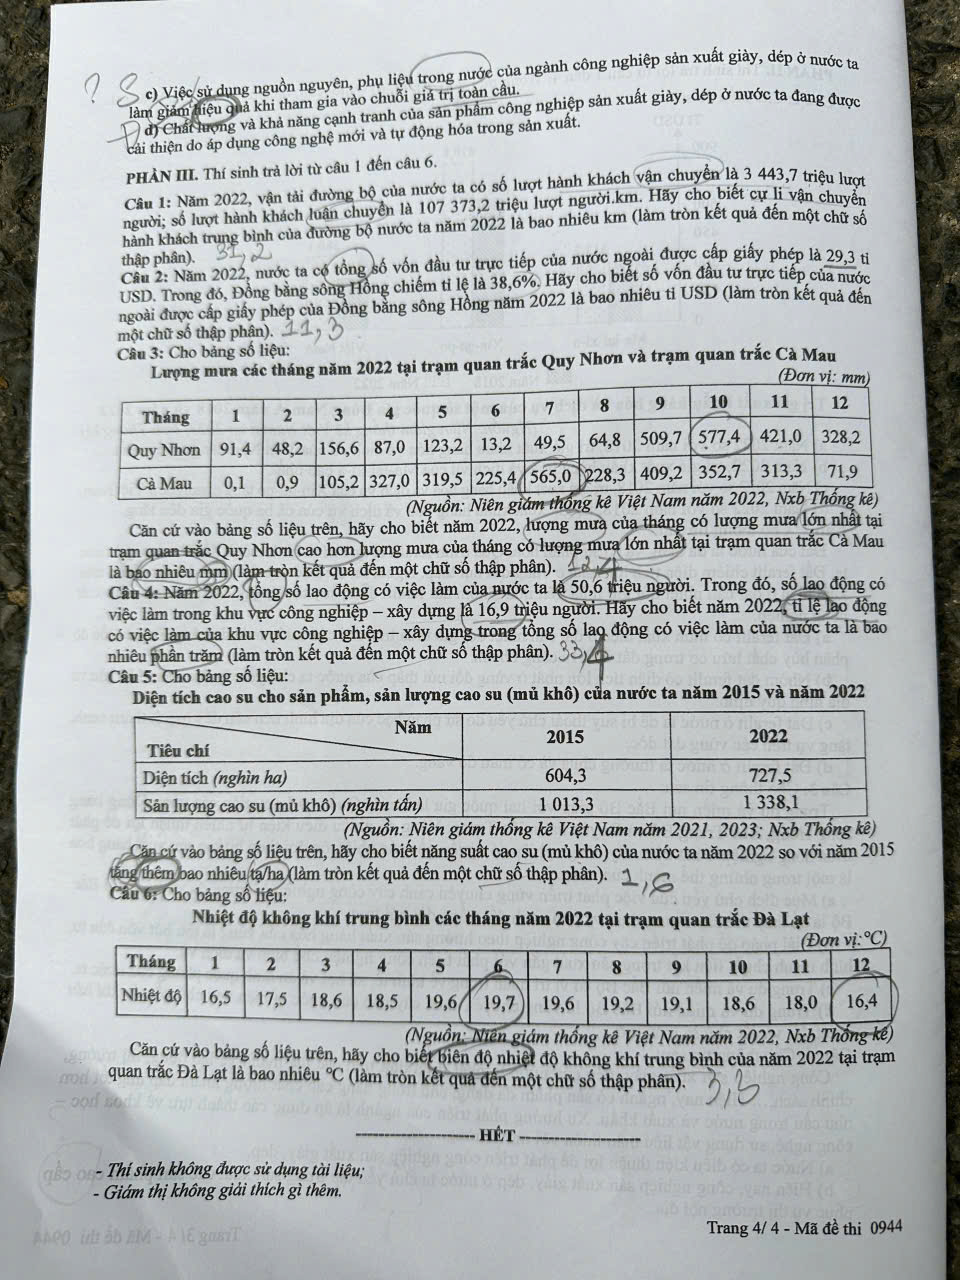 ? S c) Việc sử dụng nguồn nguyên, phụ liệu trong nước của ngành công nghiệp sản xuất giày, dép ở nước ta
làm giảm hiệu quả khi tham gia vào chuỗi giá trị toàn cầu.
Đ d) Chất lượng và khả năng cạnh tranh của sản phẩm công nghiệp sản xuất giày, dép ở nước ta đang được
cải thiện do áp dụng công nghệ mới và tự động hóa trong sản xuất.
PHẦN III. Thí sinh trả lời từ câu 1 đến câu 6.
Câu 1: Năm 2022, vận tải đường bộ của nước ta có số lượt hành khách vận chuyển là 3 443,7 triệu lượt
người; số lượt hành khách luân chuyển là 107 373,2 triệu lượt người.km. Hãy cho biết cự li vận chuyển
hành khách trung bình của đường bộ nước ta năm 2022 là bao nhiêu km (làm tròn kết quả đến một chữ số
thập phân). 31,2
Câu 2: Năm 2022, nước ta có tổng số vốn đầu tư trực tiếp của nước ngoài được cấp giấy phép là 29,3 tỉ
USD. Trong đó, Đồng bằng sông Hồng chiếm tỉ lệ là 38,6%. Hãy cho biết số vốn đầu tư trực tiếp của nước
ngoài được cấp giấy phép của Đồng bằng sông Hồng năm 2022 là bao nhiêu tỉ USD (làm tròn kết quả đến
một chữ số thập phân). 11,3
Câu 3: Cho bảng số liệu:
Lượng mưa các tháng năm 2022 tại trạm quan trắc Quy Nhơn và trạm quan trắc Cà Mau
(Đơn vị: mm)
Tháng 1 2 3 4 5 6 7 8 9 10 11 12
Quy Nhơn 91,4 48,2 156,6 87,0 123,2 13,2 49,5 64,8 509,7 577,4 421,0 328,2
Cà Mau 0,1 0,9 105,2 327,0 319,5 225,4 565,0 228,3 409,2 352,7 313,3 71,9
(Nguồn: Niên giám thống kê Việt Nam năm 2022, Nxb Thống kê)
Căn cứ vào bảng số liệu trên, hãy cho biết năm 2022, lượng mưa của tháng có lượng mưa lớn nhất tại
trạm quan trắc Quy Nhơn cao hơn lượng mưa của tháng có lượng mưa lớn nhất tại trạm quan trắc Cà Mau
là bao nhiêu mm (làm tròn kết quả đến một chữ số thập phân). 12,4
Câu 4: Năm 2022, tổng số lao động có việc làm của nước ta là 50,6 triệu người. Trong đó, số lao động có
việc làm trong khu vực công nghiệp – xây dựng là 16,9 triệu người. Hãy cho biết năm 2022, tỉ lệ lao động
có việc làm của khu vực công nghiệp – xây dựng trong tổng số lao động có việc làm của nước ta là bao
nhiêu phần trăm (làm tròn kết quả đến một chữ số thập phân). 33,4
Câu 5: Cho bảng số liệu:
Diện tích cao su cho sản phẩm, sản lượng cao su (mủ khô) của nước ta năm 2015 và năm 2022
Năm
Tiêu chí 2015 2022
Diện tích (nghìn ha) 604,3 727,5
Sản lượng cao su (mủ khô) (nghìn tấn) 1 013,3 1 338,1
(Nguồn: Niên giám thống kê Việt Nam năm 2021, 2023; Nxb Thống kê)
Căn cứ vào bảng số liệu trên, hãy cho biết năng suất cao su (mủ khô) của nước ta năm 2022 so với năm 2015
tăng thêm bao nhiêu tạ/ha (làm tròn kết quả đến một chữ số thập phân). 1,6
Câu 6: Cho bảng số liệu:
Nhiệt độ không khí trung bình các tháng năm 2022 tại trạm quan trắc Đà Lạt
(Đơn vị:°C)
Tháng 1 2 3 4 5 6 7 8 9 10 11 12
Nhiệt độ 16,5 17,5 18,6 18,5 19,6 19,7 19,6 19,2 19,1 18,6 18,0 16,4
(Nguồn: Niên giám thống kê Việt Nam năm 2022, Nxb Thống kê)
Căn cứ vào bảng số liệu trên, hãy cho biết biên độ nhiệt độ không khí trung bình của năm 2022 tại trạm
quan trắc Đà Lạt là bao nhiêu °C (làm tròn kết quả đến một chữ số thập phân). 3,3
---------------------- HẾT ----------------------
- Thí sinh không được sử dụng tài liệu;
- Giám thị không giải thích gì thêm.
Trang 4/ 4 - Mã đề thi 0944